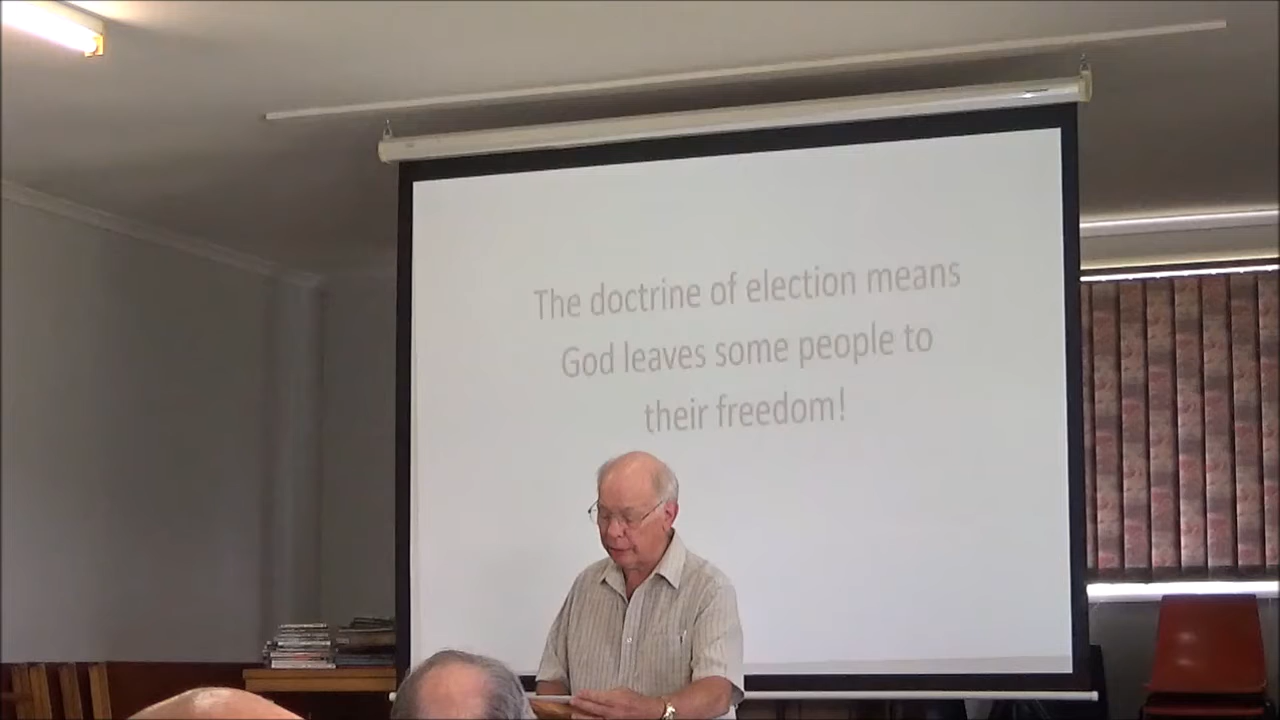 The doctrine of election means
God leaves some people to
their freedom!